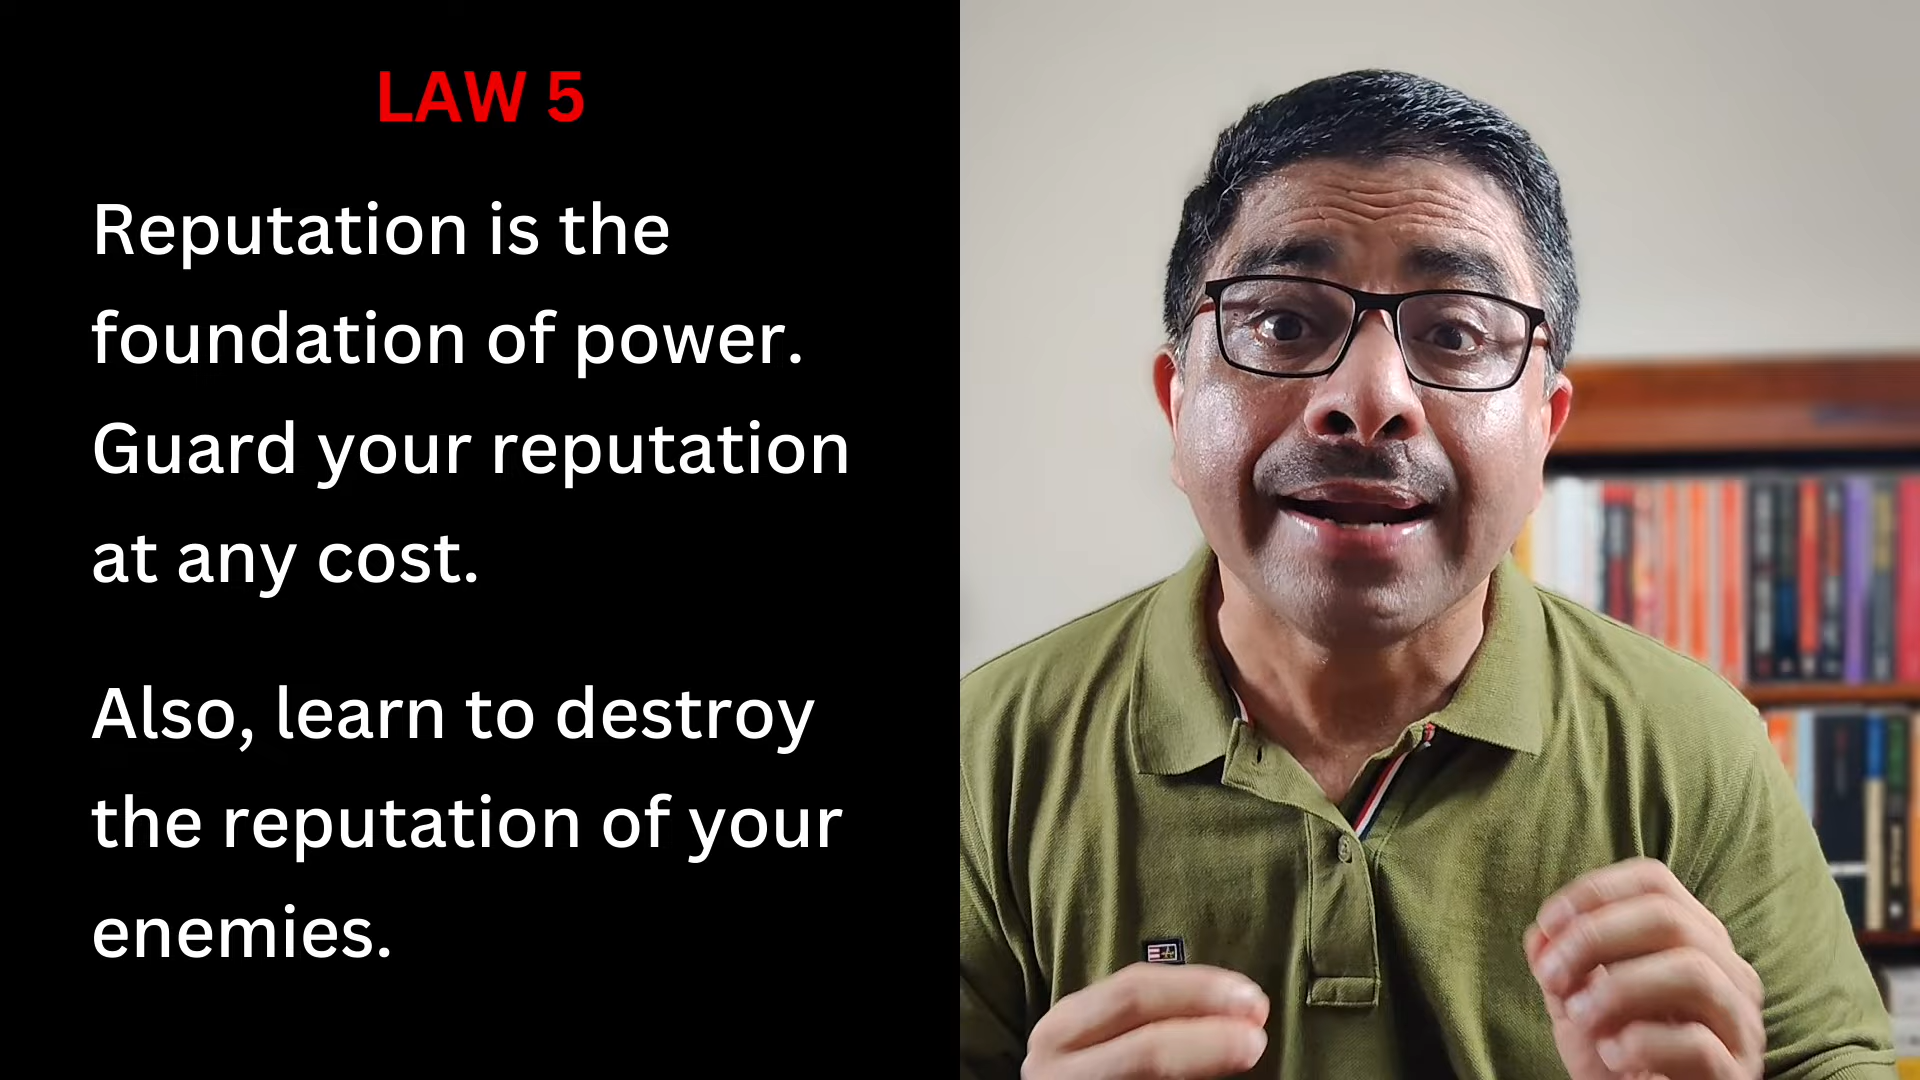 LAW 5
Reputation is the
foundation of power.
Guard your reputation
at any cost.
Also, learn to destroy
the reputation of your
enemies.